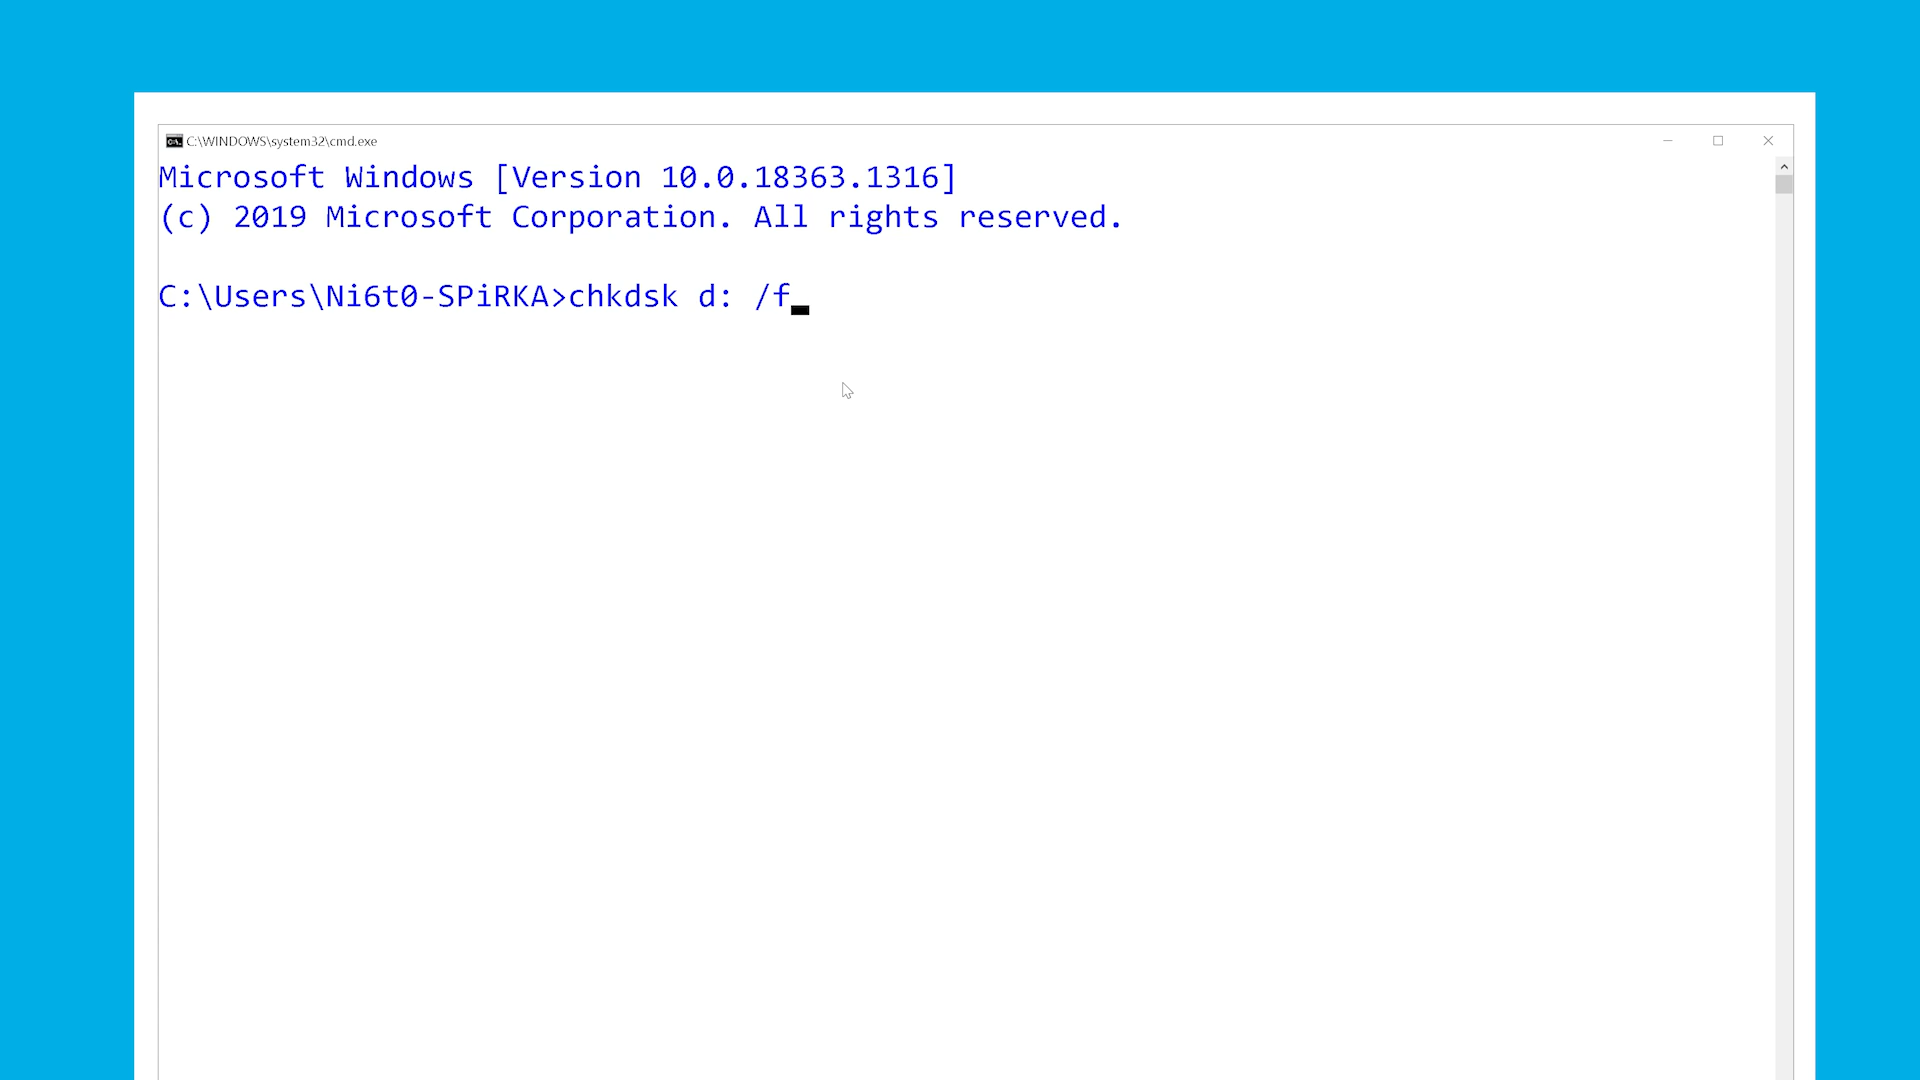 C:\WINDOWS\system32\cmd.exe
Microsoft Windows [Version 10.0.18363.1316]
(c) 2019 Microsoft Corporation. All rights reserved.
C:\Users\Ni6t0-SPiRKA>chkdsk d: /f